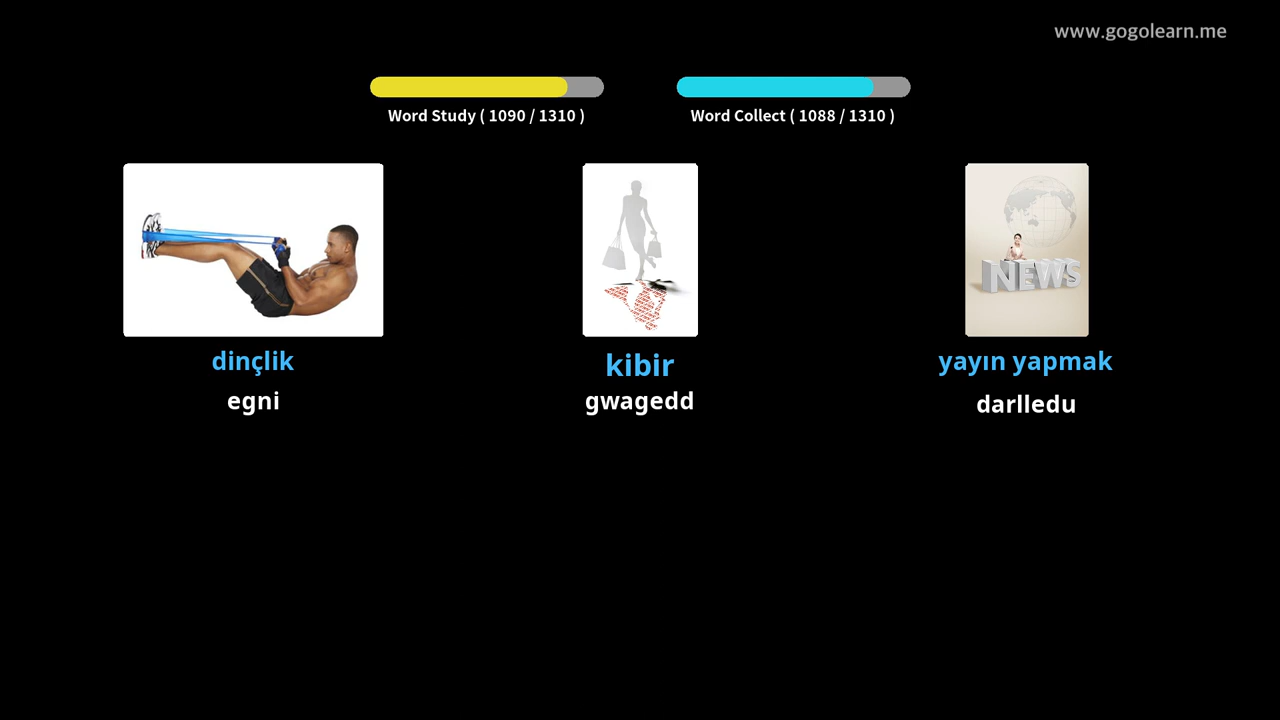 www.gogolearn.me
Word Study ( 1090 / 1310 )
Word Collect ( 1088 / 1310 )
NEWS
dinçlik
kibir
yayın yapmak
egni
gwagedd
darlledu